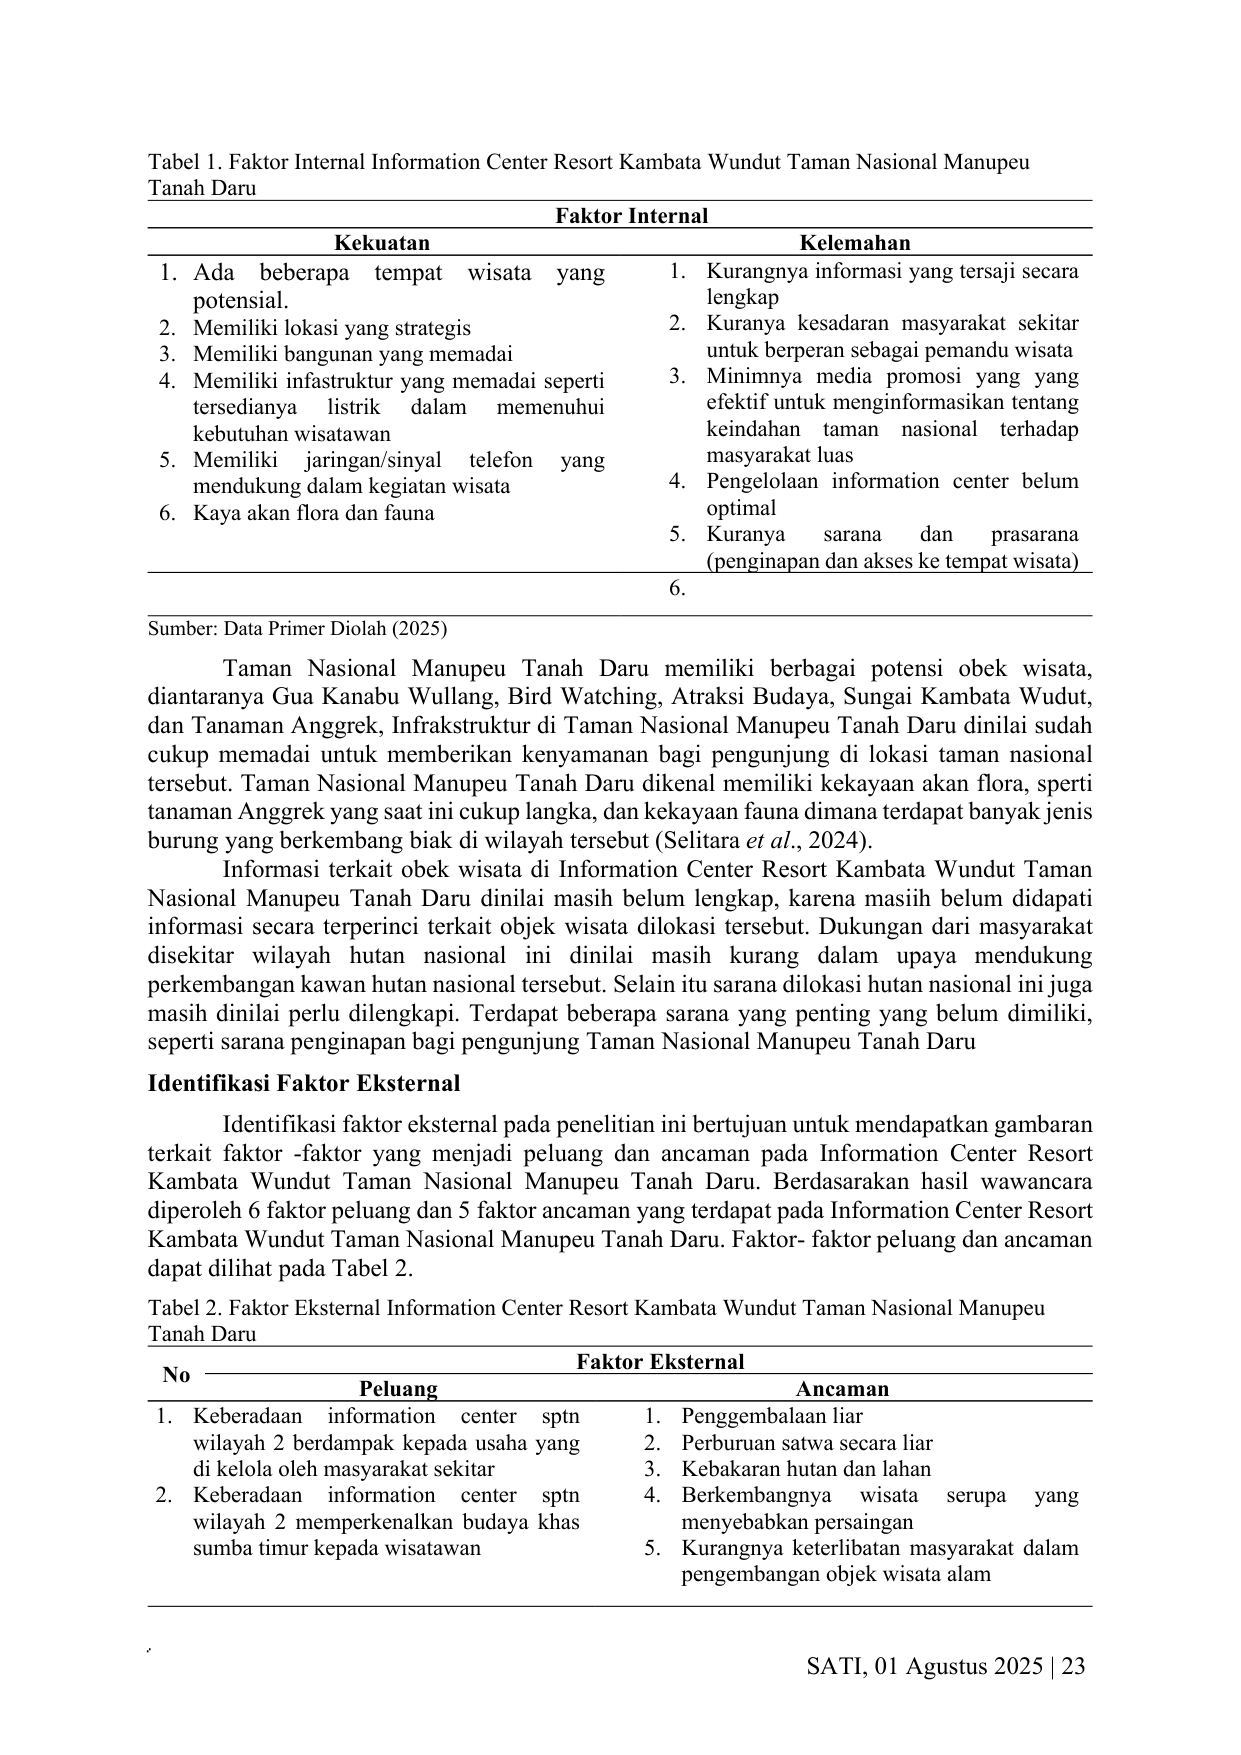 Tabel 1. Faktor Internal Information Center Resort Kambata Wundut Taman Nasional Manupeu
Tanah Daru
Faktor Internal
Kekuatan
Kelemahan
1. Ada beberapa tempat wisata yang
potensial.
2. Memiliki lokasi yang strategis
3. Memiliki bangunan yang memadai
4. Memiliki infastruktur yang memadai seperti
tersedianya listrik dalam memenuhui
kebutuhan wisatawan
5. Memiliki jaringan/sinyal telefon yang
mendukung dalam kegiatan wisata
6. Kaya akan flora dan fauna
1. Kurangnya informasi yang tersaji secara
lengkap
2. Kuranya kesadaran masyarakat sekitar
untuk berperan sebagai pemandu wisata
3. Minimnya media promosi yang yang
efektif untuk menginformasikan tentang
keindahan taman nasional terhadap
masyarakat luas
4. Pengelolaan information center belum
optimal
5. Kuranya sarana dan prasarana
(penginapan dan akses ke tempat wisata)
6.
Sumber: Data Primer Diolah (2025)
Taman Nasional Manupeu Tanah Daru memiliki berbagai potensi obek wisata,
diantaranya Gua Kanabu Wullang, Bird Watching, Atraksi Budaya, Sungai Kambata Wudut,
dan Tanaman Anggrek, Infrakstruktur di Taman Nasional Manupeu Tanah Daru dinilai sudah
cukup memadai untuk memberikan kenyamanan bagi pengunjung di lokasi taman nasional
tersebut. Taman Nasional Manupeu Tanah Daru dikenal memiliki kekayaan akan flora, sperti
tanaman Anggrek yang saat ini cukup langka, dan kekayaan fauna dimana terdapat banyak jenis
burung yang berkembang biak di wilayah tersebut (Selitara et al., 2024).
Informasi terkait obek wisata di Information Center Resort Kambata Wundut Taman
Nasional Manupeu Tanah Daru dinilai masih belum lengkap, karena masiih belum didapati
informasi secara terperinci terkait objek wisata dilokasi tersebut. Dukungan dari masyarakat
disekitar wilayah hutan nasional ini dinilai masih kurang dalam upaya mendukung
perkembangan kawan hutan nasional tersebut. Selain itu sarana dilokasi hutan nasional ini juga
masih dinilai perlu dilengkapi. Terdapat beberapa sarana yang penting yang belum dimiliki,
seperti sarana penginapan bagi pengunjung Taman Nasional Manupeu Tanah Daru
Identifikasi Faktor Eksternal
Identifikasi faktor eksternal pada penelitian ini bertujuan untuk mendapatkan gambaran
terkait faktor -faktor yang menjadi peluang dan ancaman pada Information Center Resort
Kambata Wundut Taman Nasional Manupeu Tanah Daru. Berdasarakan hasil wawancara
diperoleh 6 faktor peluang dan 5 faktor ancaman yang terdapat pada Information Center Resort
Kambata Wundut Taman Nasional Manupeu Tanah Daru. Faktor- faktor peluang dan ancaman
dapat dilihat pada Tabel 2.
Tabel 2. Faktor Eksternal Information Center Resort Kambata Wundut Taman Nasional Manupeu
Tanah Daru
No
Faktor Eksternal
Peluang
Ancaman
1. Keberadaan information center sptn
wilayah 2 berdampak kepada usaha yang
di kelola oleh masyarakat sekitar
2. Keberadaan information center sptn
wilayah 2 memperkenalkan budaya khas
sumba timur kepada wisatawan
1. Penggembalaan liar
2. Perburuan satwa secara liar
3. Kebakaran hutan dan lahan
4. Berkembangnya wisata serupa yang
menyebabkan persaingan
5. Kurangnya keterlibatan masyarakat dalam
pengembangan objek wisata alam
SATI, 01 Agustus 2025 | 23